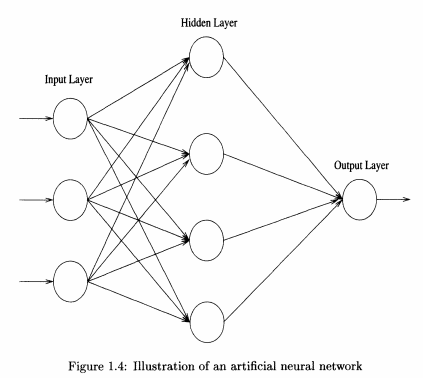 Hidden Layer
Input Layer
Output Layer
Figure 1.4: Illustration of an artificial neural network